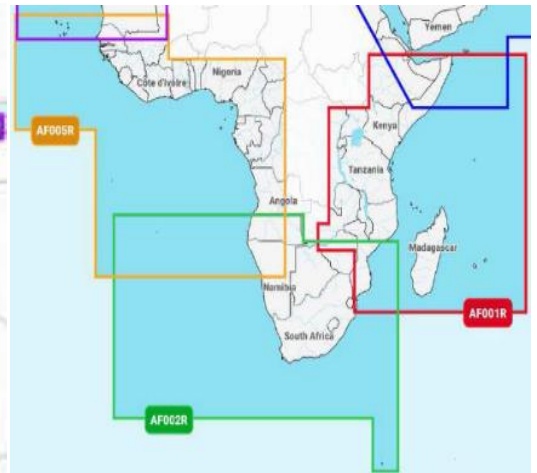 Yemen
Nigeria
Côte d'Ivoire
AF005R
Kenya
Tanzania
Angola
Madagascar
Namibia
AF001R
South Africa
AF002R